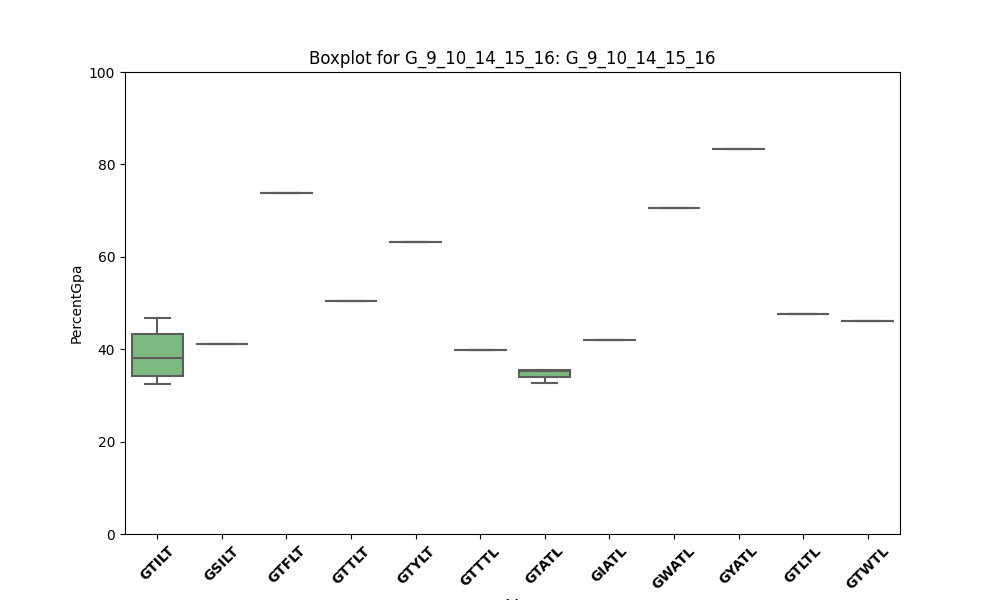 Boxplot for G_9_10_14_15_16: G_9_10_14_15_16
PercentGpa
100
80
60
40
20
0
GTILT
GSILT
GTFLT
GTTLT
GTYLT
GTTTL
GTATL
GIATL
GWATL
GYATL
GTLTL
GTWTL